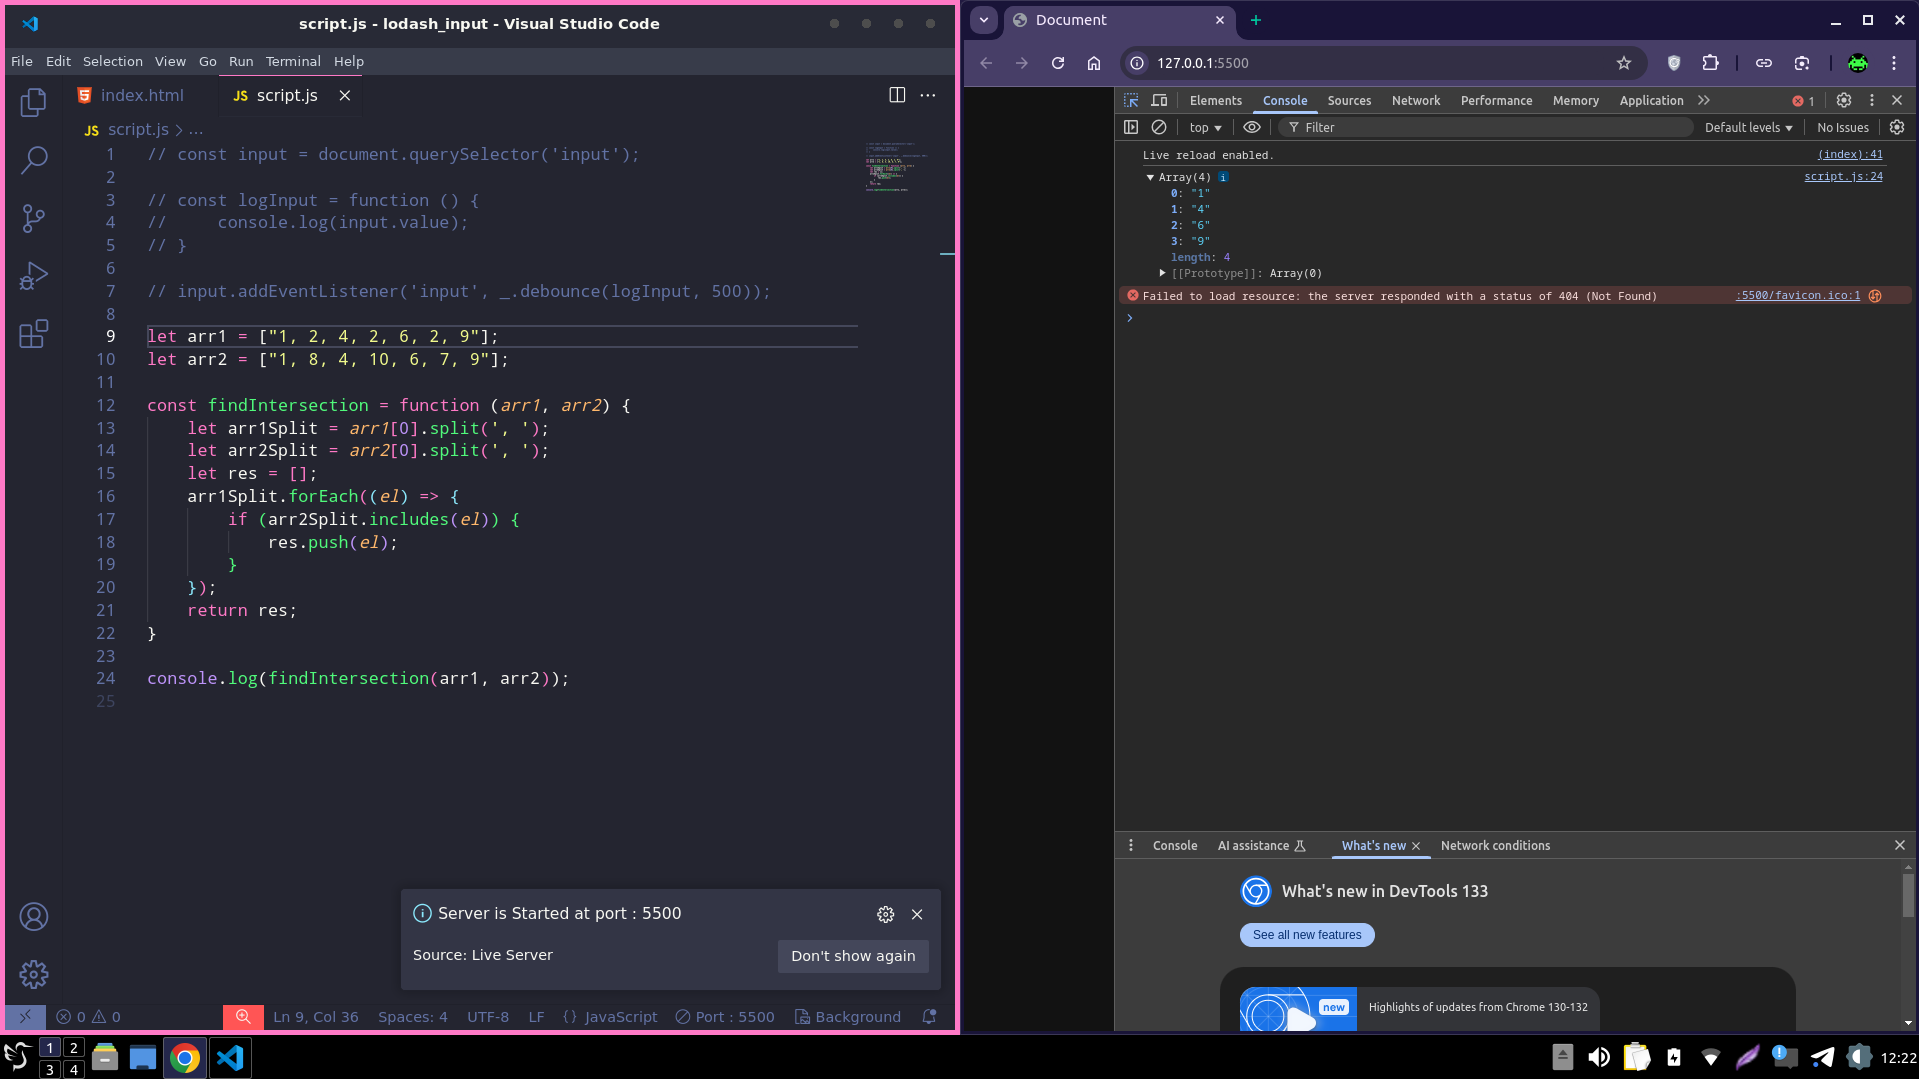 script.js - lodash_input - Visual Studio Code
File Edit Selection View Go Run Terminal Help
index.html
JS script.js
JS script.js > ...
1 // const input = document.querySelector('input');
2
3 // const logInput = function () {
4 //     console.log(input.value);
5 // }
6
7 // input.addEventListener('input', _.debounce(logInput, 500));
8
9 let arr1 = ["1, 2, 4, 2, 6, 2, 9"];
10 let arr2 = ["1, 8, 4, 10, 6, 7, 9"];
11
12 const findIntersection = function (arr1, arr2) {
13     let arr1Split = arr1[0].split(', ');
14     let arr2Split = arr2[0].split(', ');
15     let res = [];
16     arr1Split.forEach((el) => {
17         if (arr2Split.includes(el)) {
18             res.push(el);
19         }
20     });
21     return res;
22 }
23
24 console.log(findIntersection(arr1, arr2));
25
Server is Started at port : 5500
Source: Live Server
Don't show again
0 0 Ln 9, Col 36 Spaces: 4 UTF-8 LF {} JavaScript Port : 5500 Background
Document
127.0.0.1:5500
Elements Console Sources Network Performance Memory Application 1
top Filter Default levels No Issues
Live reload enabled. (index):41
Array(4) i script.js:24
0: "1"
1: "4"
2: "6"
3: "9"
length: 4
[[Prototype]]: Array(0)
Failed to load resource: the server responded with a status of 404 (Not Found) :5500/favicon.ico:1
Console AI assistance What's new Network conditions
What's new in DevTools 133
See all new features
new
Highlights of updates from Chrome 130-132
1 2
3 4
12:22